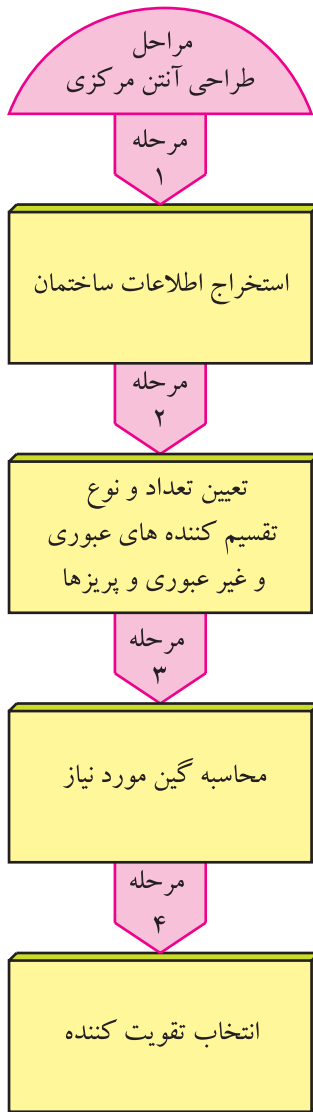 مراحل
طراحی آنتن مرکزی
مرحله
۱
استخراج اطلاعات ساختمان
مرحله
۲
تعیین تعداد و نوع
تقسیم کننده های عبوری
و غیر عبوری و پریزها
مرحله
۳
محاسبه گین مورد نیاز
مرحله
۴
انتخاب تقویت کننده